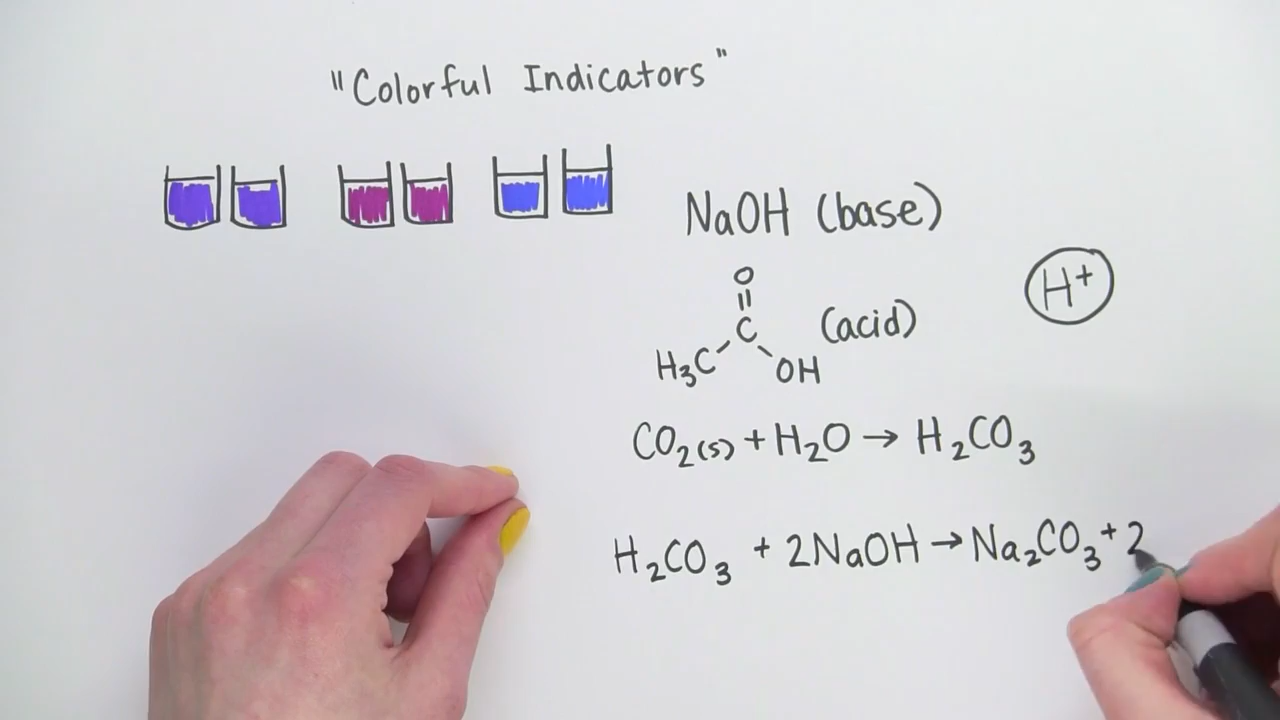 "Colorful Indicators"
NaOH (base)
H+
O
||
C
(acid)
H3C
OH
CO2(s) + H2O → H2CO3
H2CO3 + 2NaOH → Na2CO3 + 2